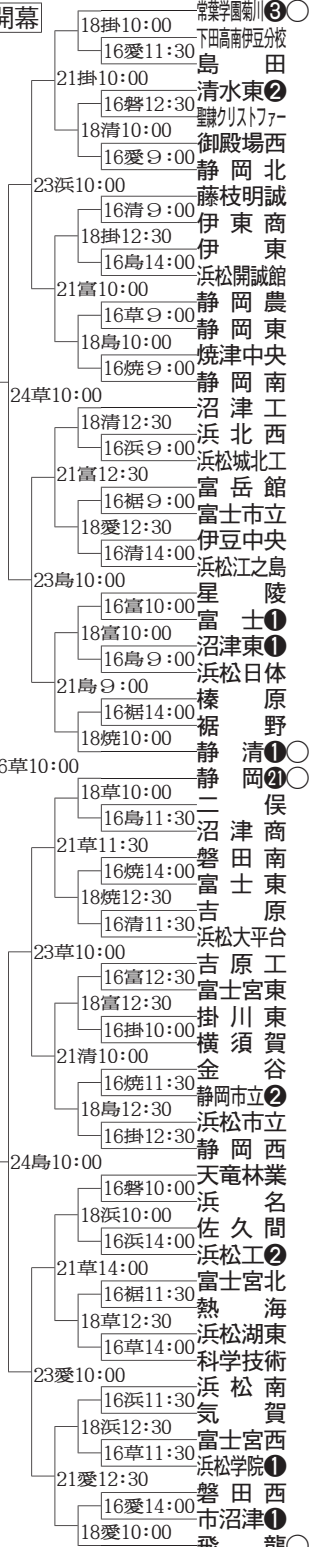 開幕
18掛10:00
常葉学園菊川❸○
16愛11:30
下田高南伊豆分校
島田
21掛10:00
16磐12:30
清水東❷
聖隷クリストファー
18清10:00
16愛9:00
御殿場西
静岡北
23浜10:00
16清9:00
藤枝明誠
伊東商
18掛12:30
16島14:00
伊東
浜松開誠館
21富10:00
16草9:00
静岡農
静岡東
18島10:00
16焼9:00
焼津中央
静岡南
24草10:00
18清12:30
沼津工
16浜9:00
浜北西
浜松城北工
21富12:30
16裾9:00
富岳館
富士市立
18愛12:30
16清14:00
伊豆中央
浜松江之島
23島10:00
16富10:00
星陵
富士❶
18富10:00
16島9:00
沼津東❶
浜松日体
21島9:00
16裾14:00
榛原
裾野
18焼10:00
静清❶○
6草10:00
静岡㉑○
18草10:00
16島11:30
二俣
沼津商
21草11:30
16焼14:00
磐田南
富士東
18焼12:30
16清11:30
吉原
浜松大平台
23草10:00
16富12:30
吉原工
富士宮東
18富12:30
16掛10:00
掛川東
横須賀
21清10:00
16焼11:30
金谷
静岡市立❷
18島12:30
16掛12:30
浜松市立
静岡西
24島10:00
16磐10:00
天竜林業
浜名
18浜10:00
16浜14:00
佐久間
浜松工❷
21草14:00
16裾11:30
富士宮北
熱海
18草12:30
16草14:00
浜松湖東
科学技術
23愛10:00
16浜11:30
浜松南
気賀
18浜12:30
16草11:30
富士宮西
浜松学院❶
21愛12:30
16愛14:00
磐田西
市沼津❶
18愛10:00
飛龍○